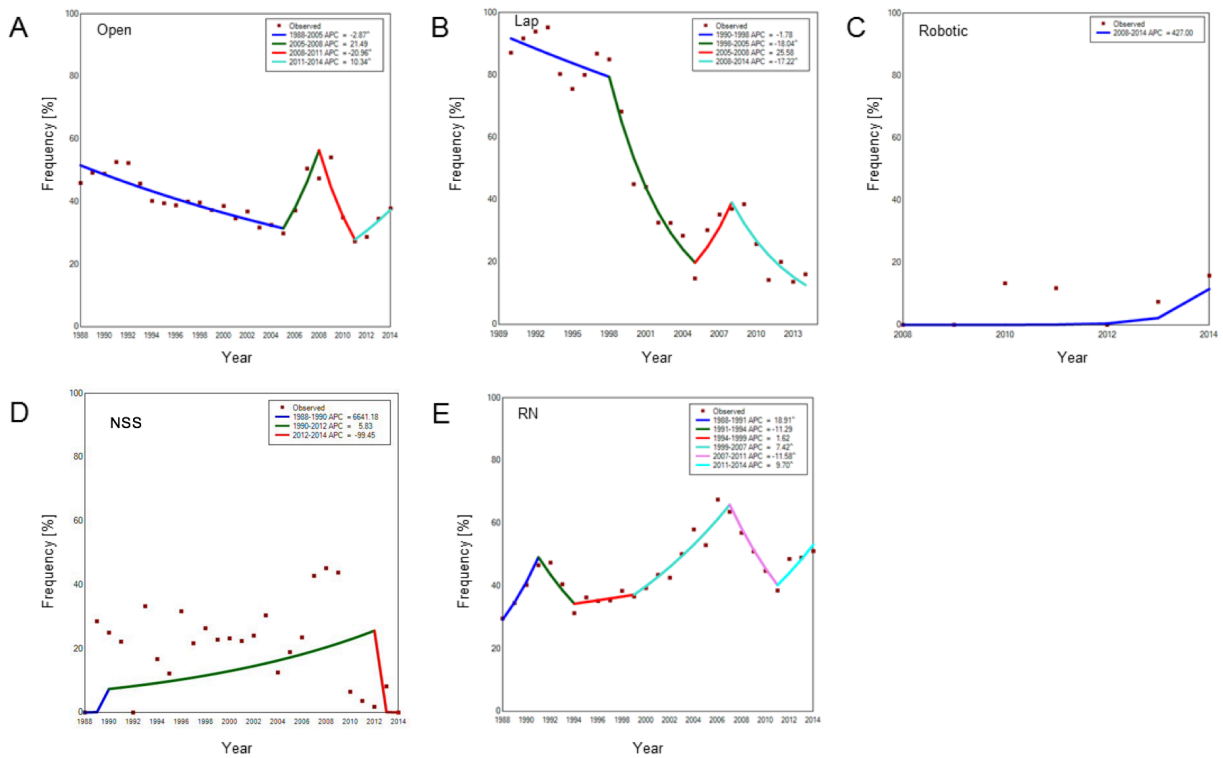 A
Open
Observed
1988-2005 APC = -2.87^
2005-2008 APC = 21.49
2008-2011 APC = -20.96^
2011-2014 APC = 10.34^
Frequency [%]
100
80
60
40
20
0
1988 1990 1992 1994 1996 1998 2000 2002 2004 2006 2008 2010 2012 2014
Year
B
Lap
Observed
1990-1998 APC = -1.78
1998-2005 APC = -18.04^
2005-2008 APC = 25.58
2008-2014 APC = -17.22^
Frequency [%]
100
80
60
40
20
0
1989 1992 1995 1998 2001 2004 2007 2010 2013
Year
C
Robotic
Observed
2008-2014 APC = 427.00
Frequency [%]
100
80
60
40
20
0
2008 2010 2012 2014
Year
D
NSS
Observed
1988-1990 APC = 6641.18
1990-2012 APC = 5.83
2012-2014 APC = -99.45
Frequency [%]
100
80
60
40
20
0
1988 1990 1992 1994 1996 1998 2000 2002 2004 2006 2008 2010 2012 2014
Year
E
RN
Observed
1988-1991 APC = 18.91^
1991-1994 APC = -11.29
1994-1999 APC = 1.62
1999-2007 APC = 7.42^
2007-2011 APC = -11.58^
2011-2014 APC = 9.70^
Frequency [%]
100
80
60
40
20
0
1988 1990 1992 1994 1996 1998 2000 2002 2004 2006 2008 2010 2012 2014
Year